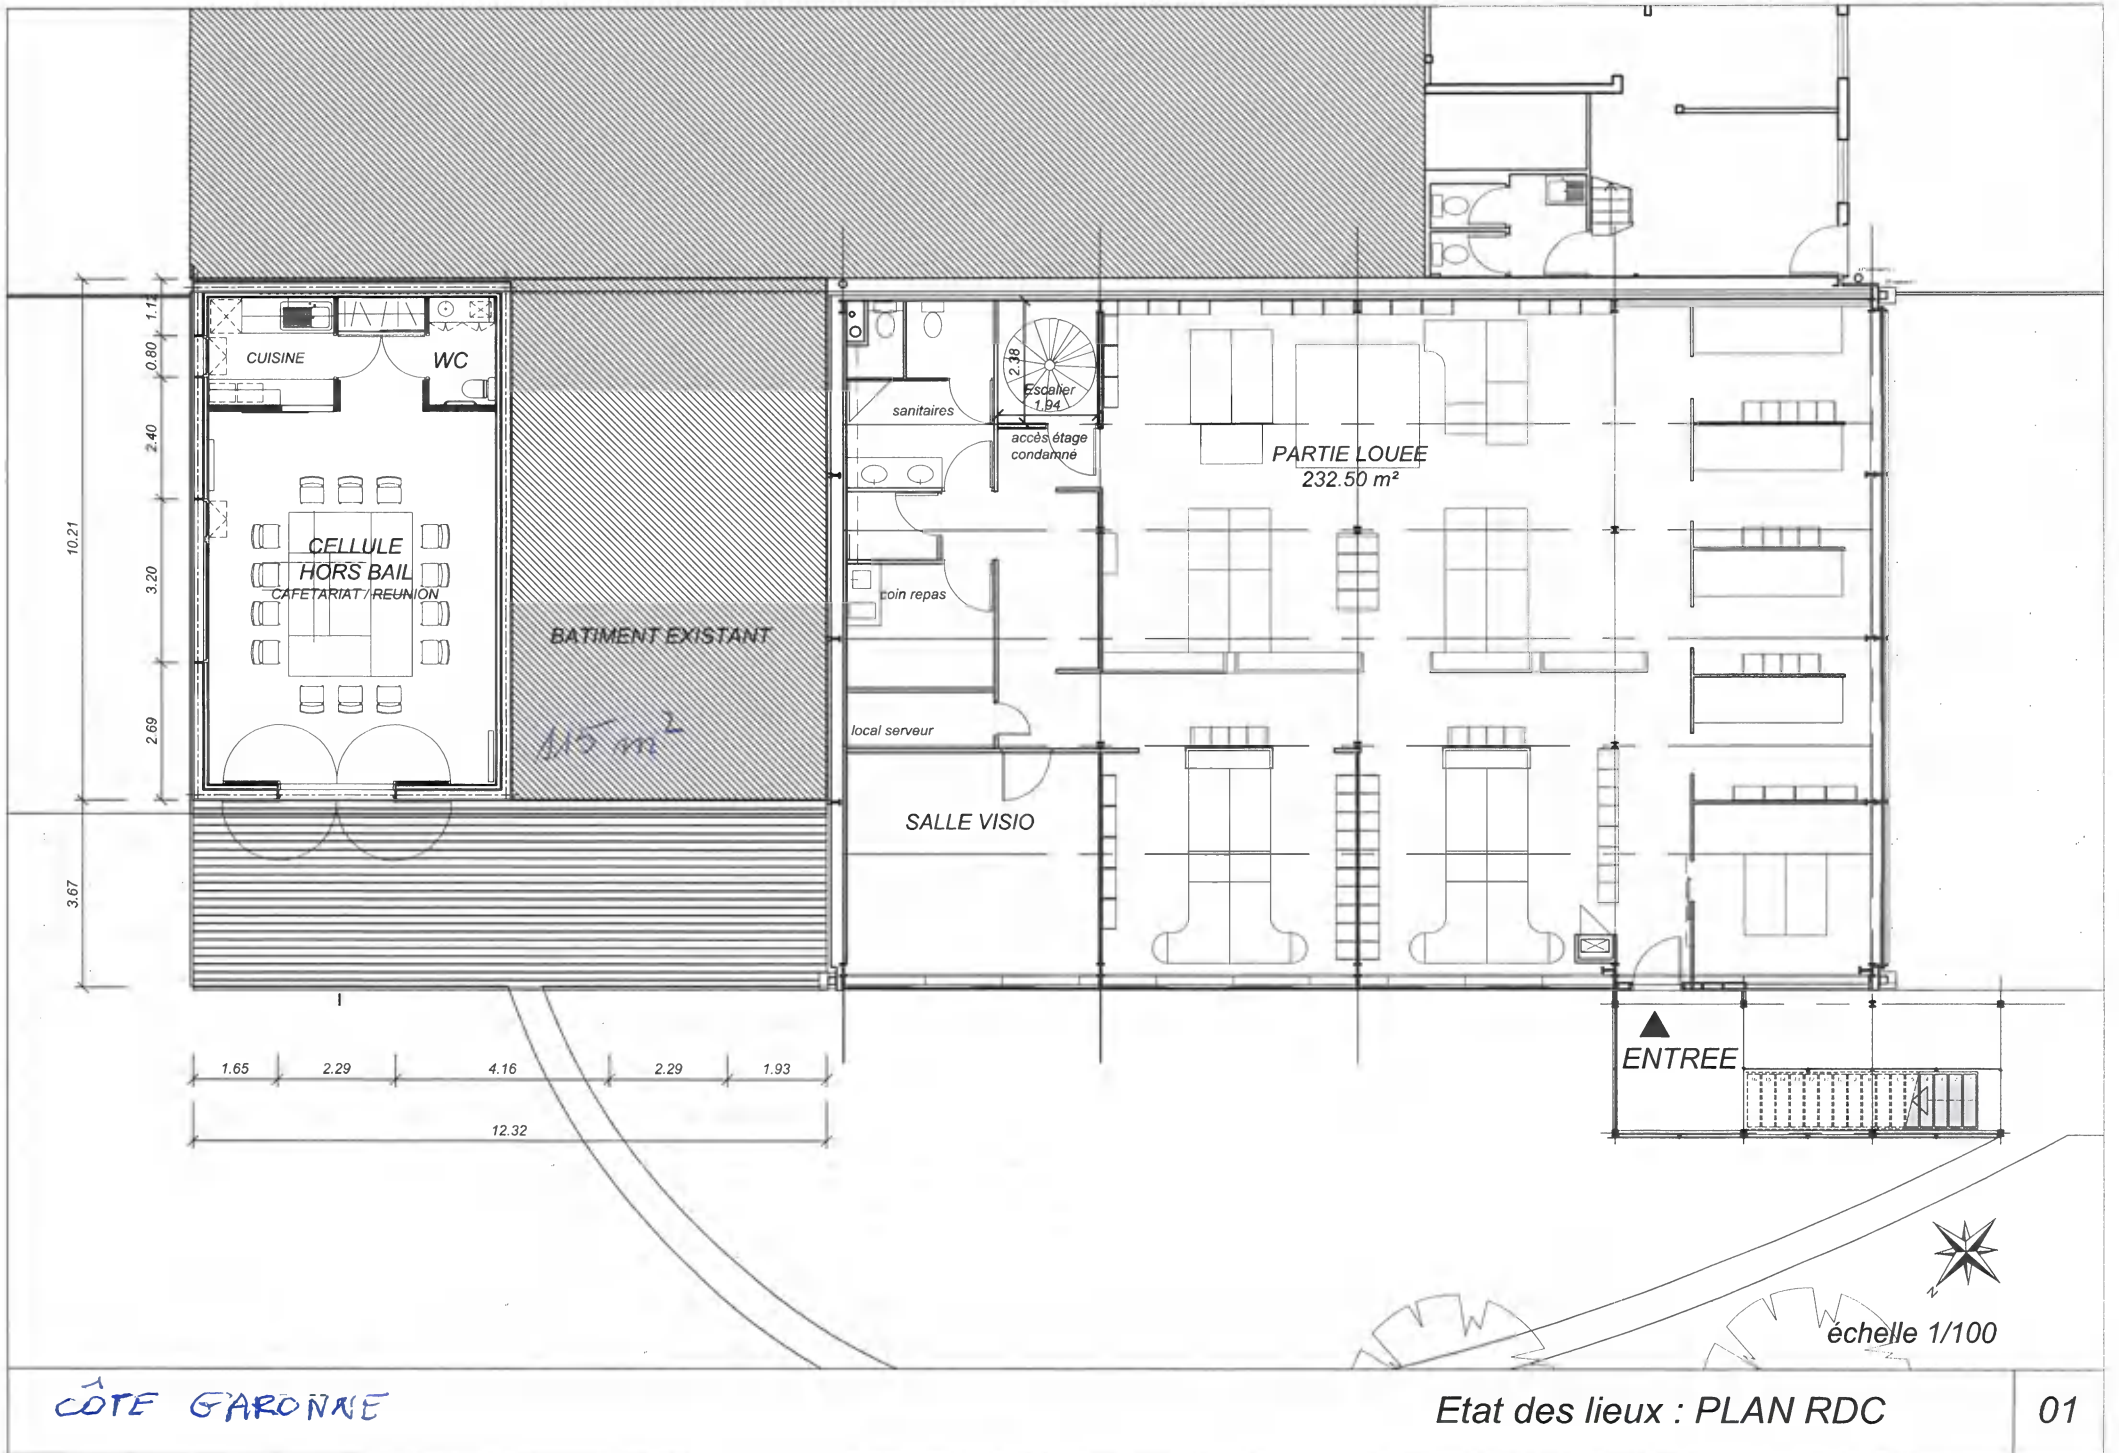 1.12
0.80
2.40
3.20
2.69
10.21
3.67
CUISINE
WC
CELLULE
HORS BAIL
CAFETARIAT / REUNION
BATIMENT EXISTANT
115 m²
sanitaires
2.38
Escalier
1.94
accès étage
condamné
coin repas
local serveur
SALLE VISIO
PARTIE LOUEE
232.50 m²
ENTREE
1.65
2.29
4.16
2.29
1.93
12.32
N
échelle 1/100
CÔTE GARONNE
Etat des lieux : PLAN RDC
01